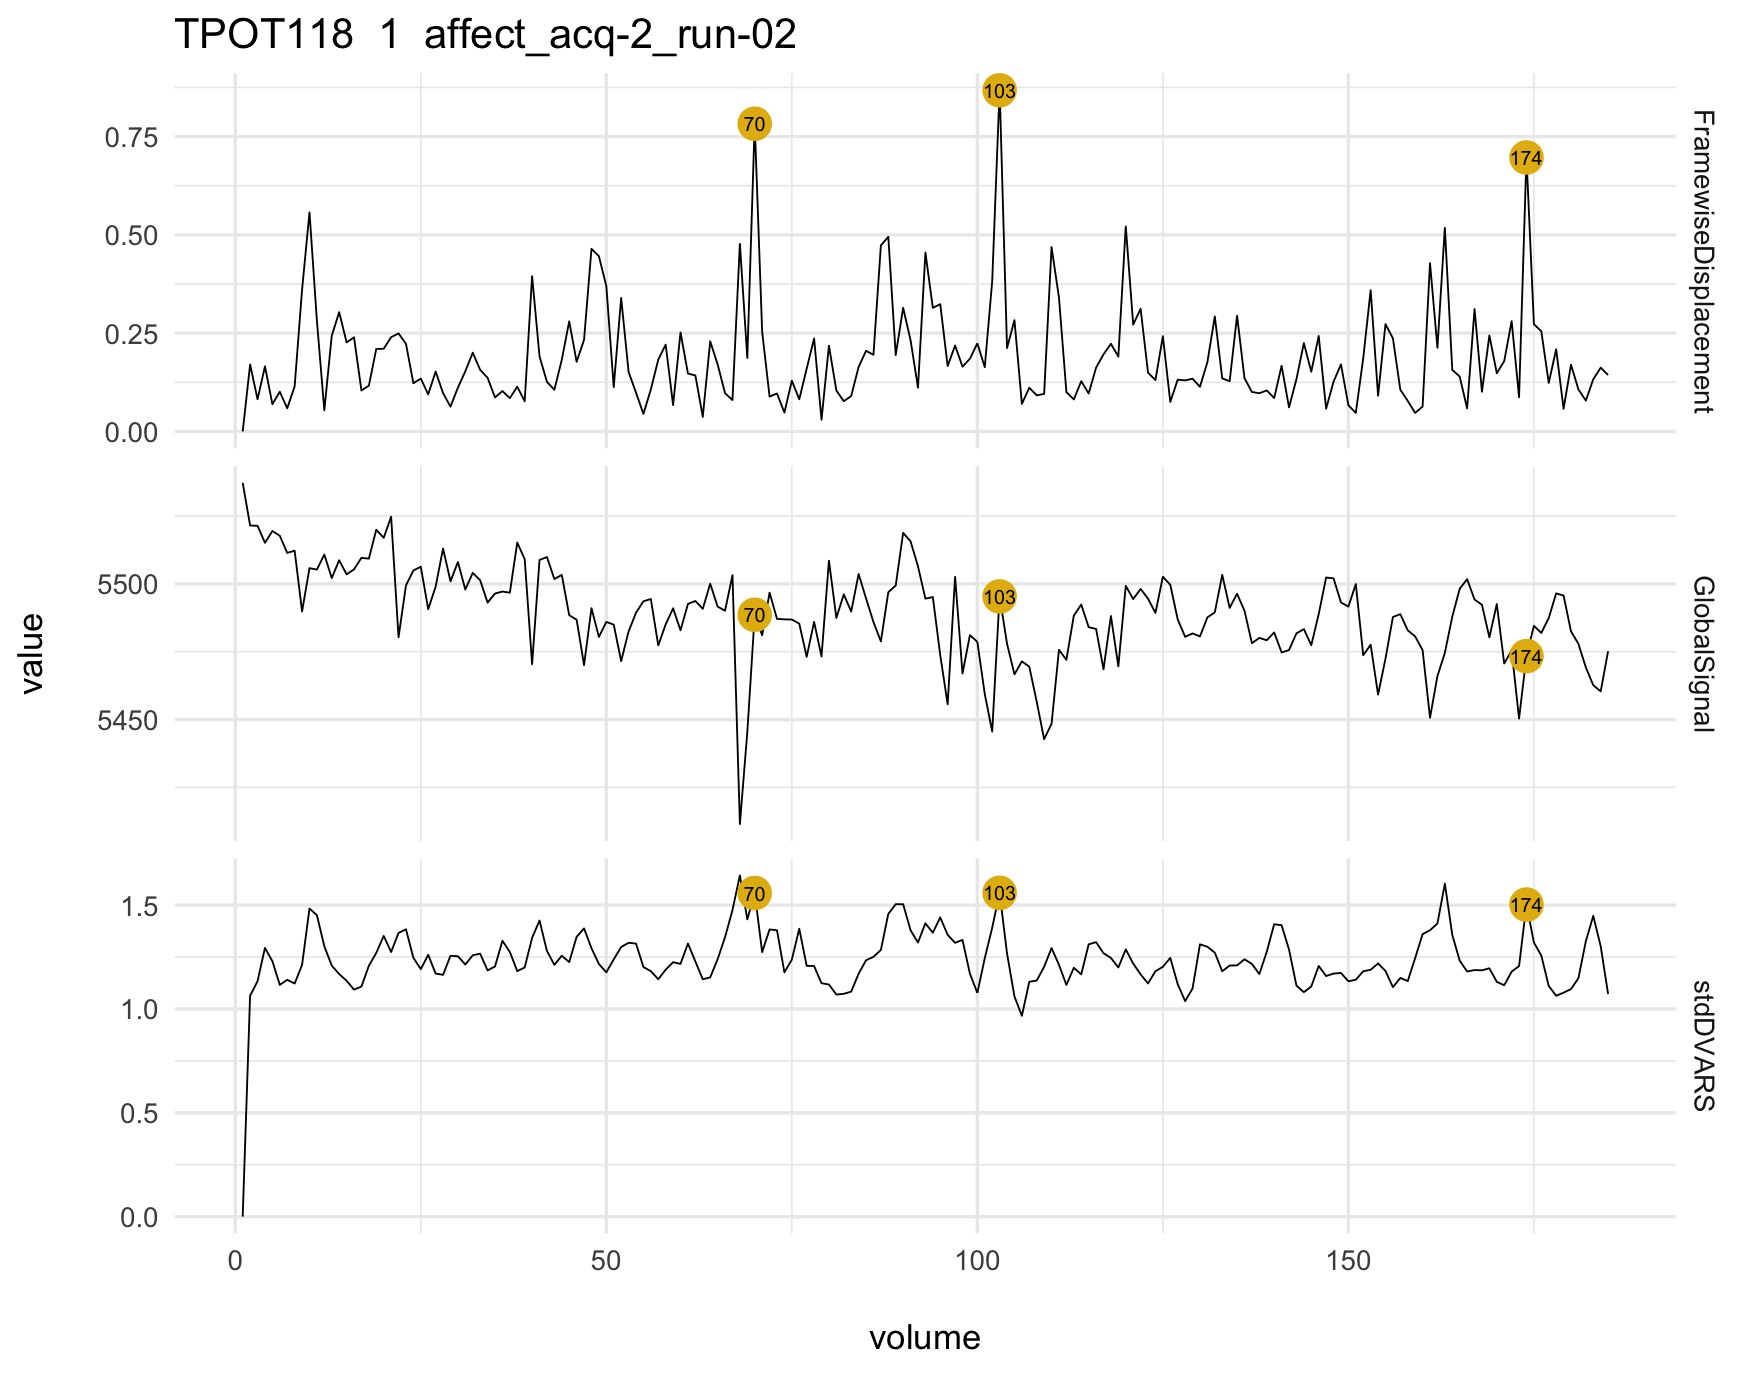 TPOT118 1 affect_acq-2_run-02
103
70
174
0.75
0.50
0.25
0.00
FramewiseDisplacement
103
70
174
5500
5450
GlobalSignal
70
103
174
1.5
1.0
0.5
0.0
stdDVARS
value
0 50 100 150
volume